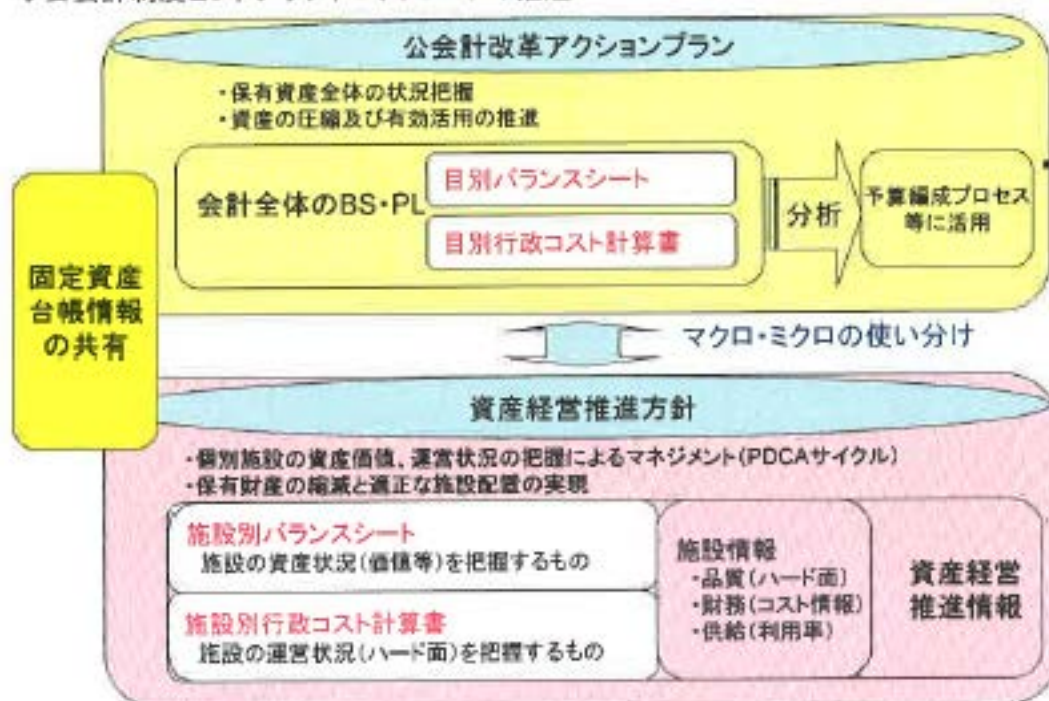 公会計改革アクションプラン
・保有資産全体の状況把握
・資産の圧縮及び有効活用の推進
会計全体のBS・PL
目別バランスシート
目別行政コスト計算書
分析
予算編成プロセス
等に活用
固定資産
台帳情報
の共有
マクロ・ミクロの使い分け
資産経営推進方針
・個別施設の資産価値、運営状況の把握によるマネジメント(PDCAサイクル)
・保有財産の縮減と適正な施設配置の実現
施設別バランスシート
施設の資産状況(価値等)を把握するもの
施設別行政コスト計算書
施設の運営状況(ハード面)を把握するもの
施設情報
・品質(ハード面)
・財務(コスト情報)
・供給(利用率)
資産経営
推進情報